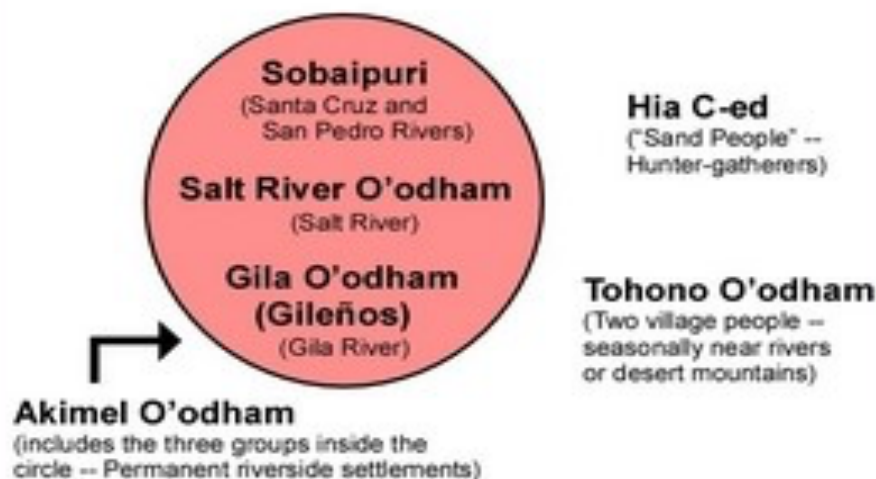 Sobaipuri
(Santa Cruz and
San Pedro Rivers)
Salt River O'odham
(Salt River)
Gila O'odham
(Gileños)
(Gila River)
Hia C-ed
("Sand People" --
Hunter-gatherers)
Tohono O'odham
(Two village people --
seasonally near rivers
or desert mountains)
Akimel O'odham
(includes the three groups inside the
circle -- Permanent riverside settlements)